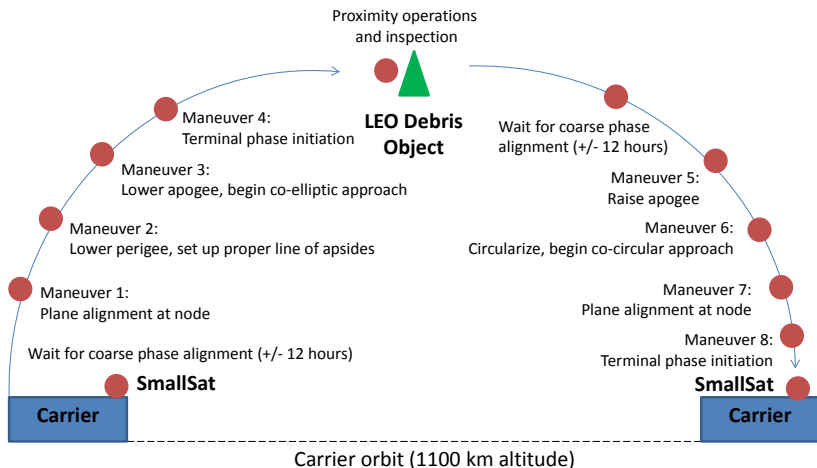 Proximity operations
and inspection
LEO Debris
Object
Maneuver 4:
Terminal phase initiation
Maneuver 3:
Lower apogee, begin co-elliptic approach
Maneuver 2:
Lower perigee, set up proper line of apsides
Maneuver 1:
Plane alignment at node
Wait for coarse phase alignment (+/- 12 hours)
SmallSat
Carrier
Wait for coarse phase
alignment (+/- 12 hours)
Maneuver 5:
Raise apogee
Maneuver 6:
Circularize, begin co-circular approach
Maneuver 7:
Plane alignment at node
Maneuver 8:
Terminal phase initiation
SmallSat
Carrier
Carrier orbit (1100 km altitude)